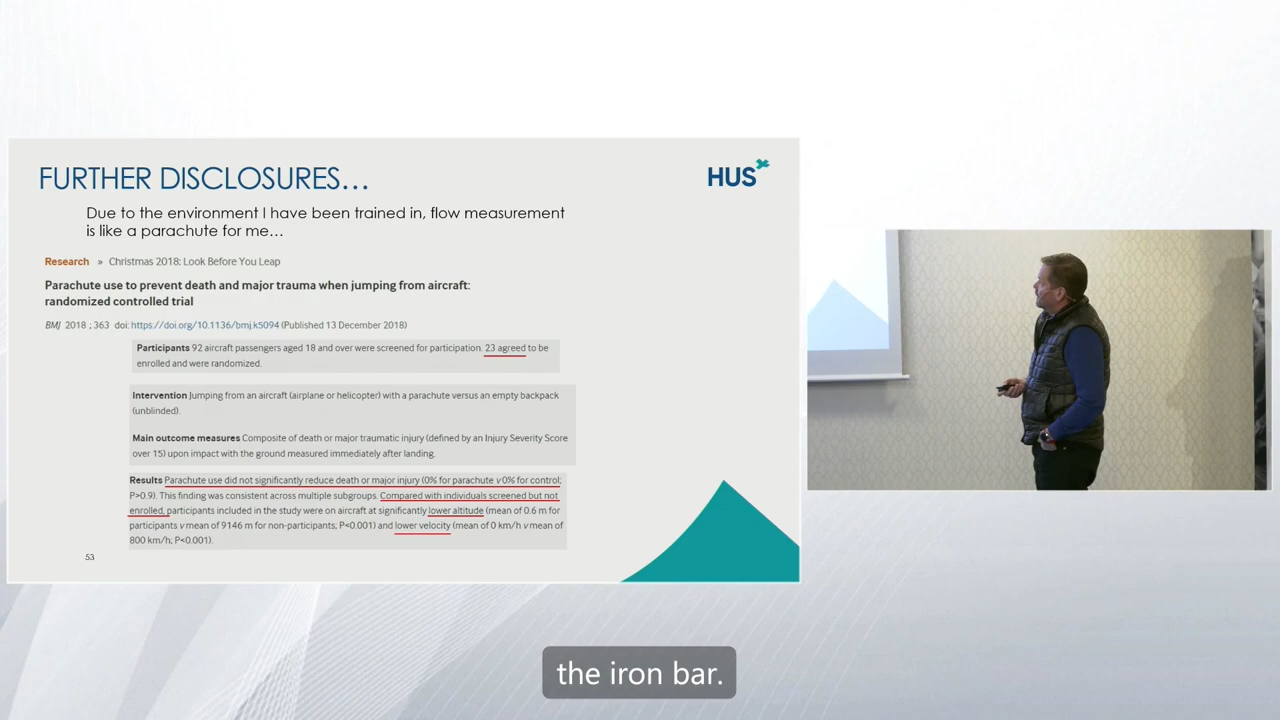 FURTHER DISCLOSURES...
HUS
Due to the environment I have been trained in, flow measurement
is like a parachute for me...
Research » Christmas 2018: Look Before You Leap
Parachute use to prevent death and major trauma when jumping from aircraft:
randomized controlled trial
BMJ 2018 ; 363 doi: https://doi.org/10.1136/bmj.k5094 (Published 13 December 2018)
Participants 92 aircraft passengers aged 18 and over were screened for participation. 23 agreed to be
enrolled and were randomized.
Intervention Jumping from an aircraft (airplane or helicopter) with a parachute versus an empty backpack
(unblinded).
Main outcome measures Composite of death or major traumatic injury (defined by an Injury Severity Score
over 15) upon impact with the ground measured immediately after landing.
Results Parachute use did not significantly reduce death or major injury (0% for parachute v 0% for control;
P>0.9). This finding was consistent across multiple subgroups. Compared with individuals screened but not
enrolled, participants included in the study were on aircraft at significantly lower altitude (mean of 0.6 m for
participants v mean of 9146 m for non-participants; P<0.001) and lower velocity (mean of 0 km/h v mean of
800 km/h; P<0.001).
53
the iron bar.